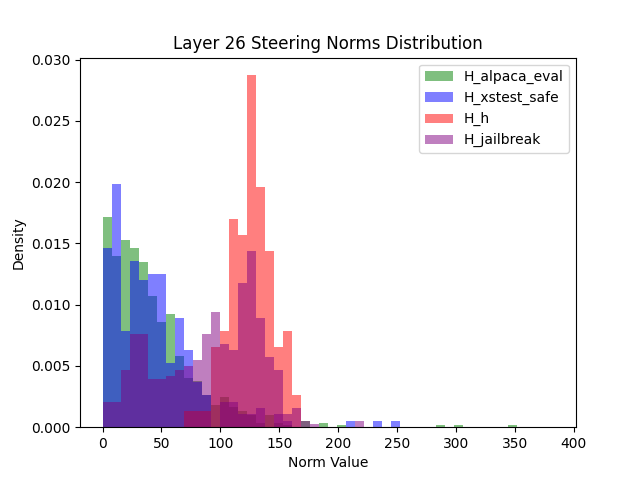 Layer 26 Steering Norms Distribution
H_alpaca_eval
H_xstest_safe
H_h
H_jailbreak
0.030
0.025
0.020
0.015
0.010
0.005
0.000
Density
0 50 100 150 200 250 300 350 400
Norm Value